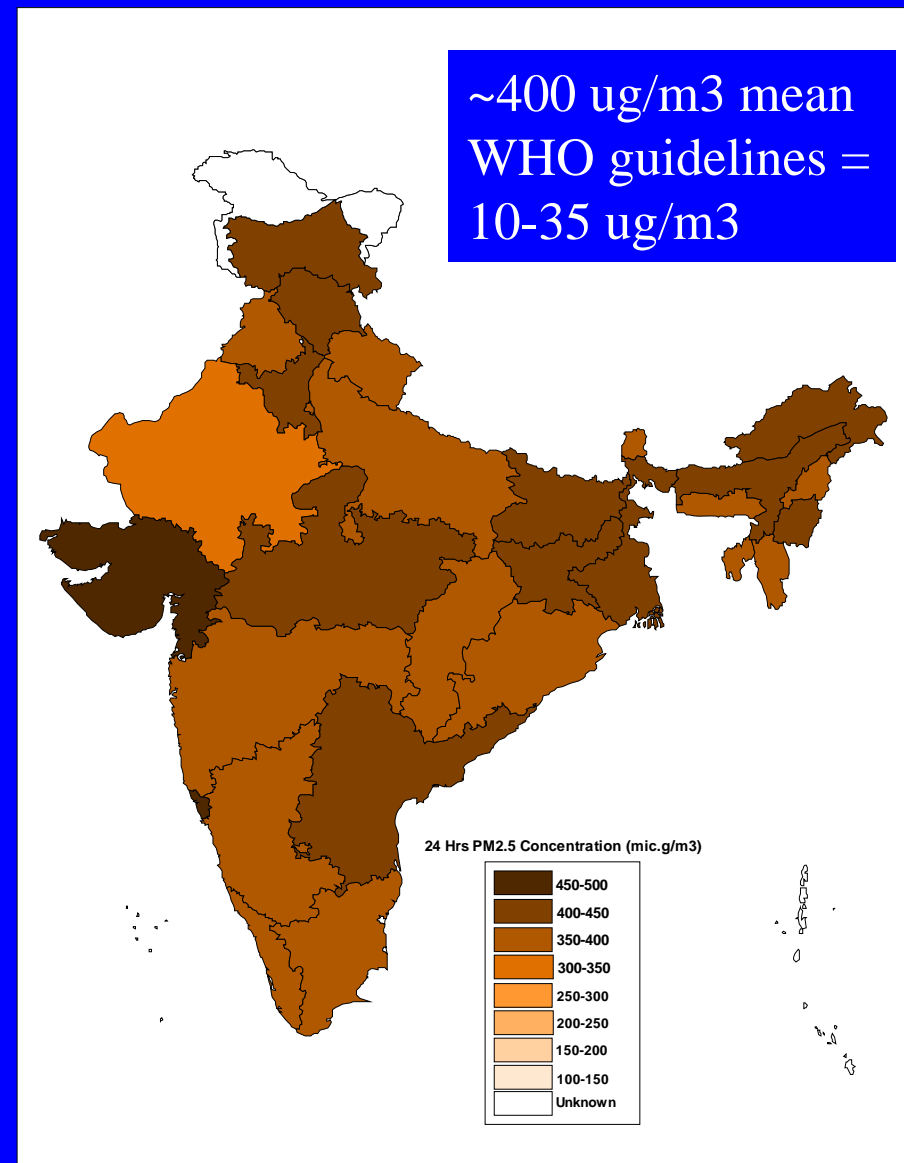 ~400 ug/m3 mean
WHO guidelines =
10-35 ug/m3
24 Hrs PM2.5 Concentration (mic.g/m3)
450-500
400-450
350-400
300-350
250-300
200-250
150-200
100-150
Unknown